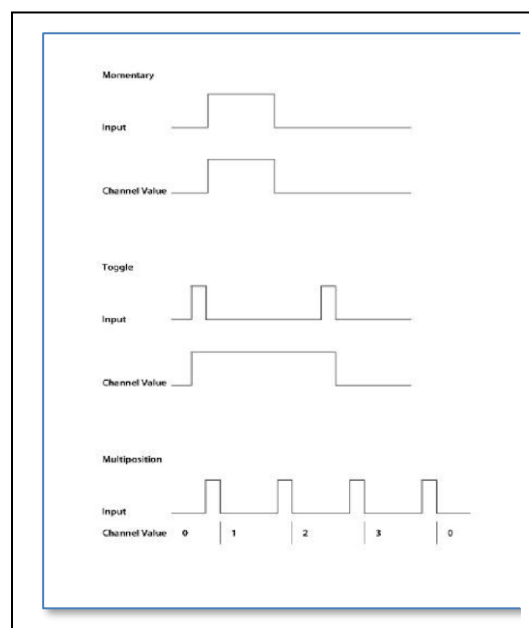 Momentary
Input
Channel Value
Toggle
Input
Channel Value
Multiposition
Input
Channel Value 0 1 2 3 0